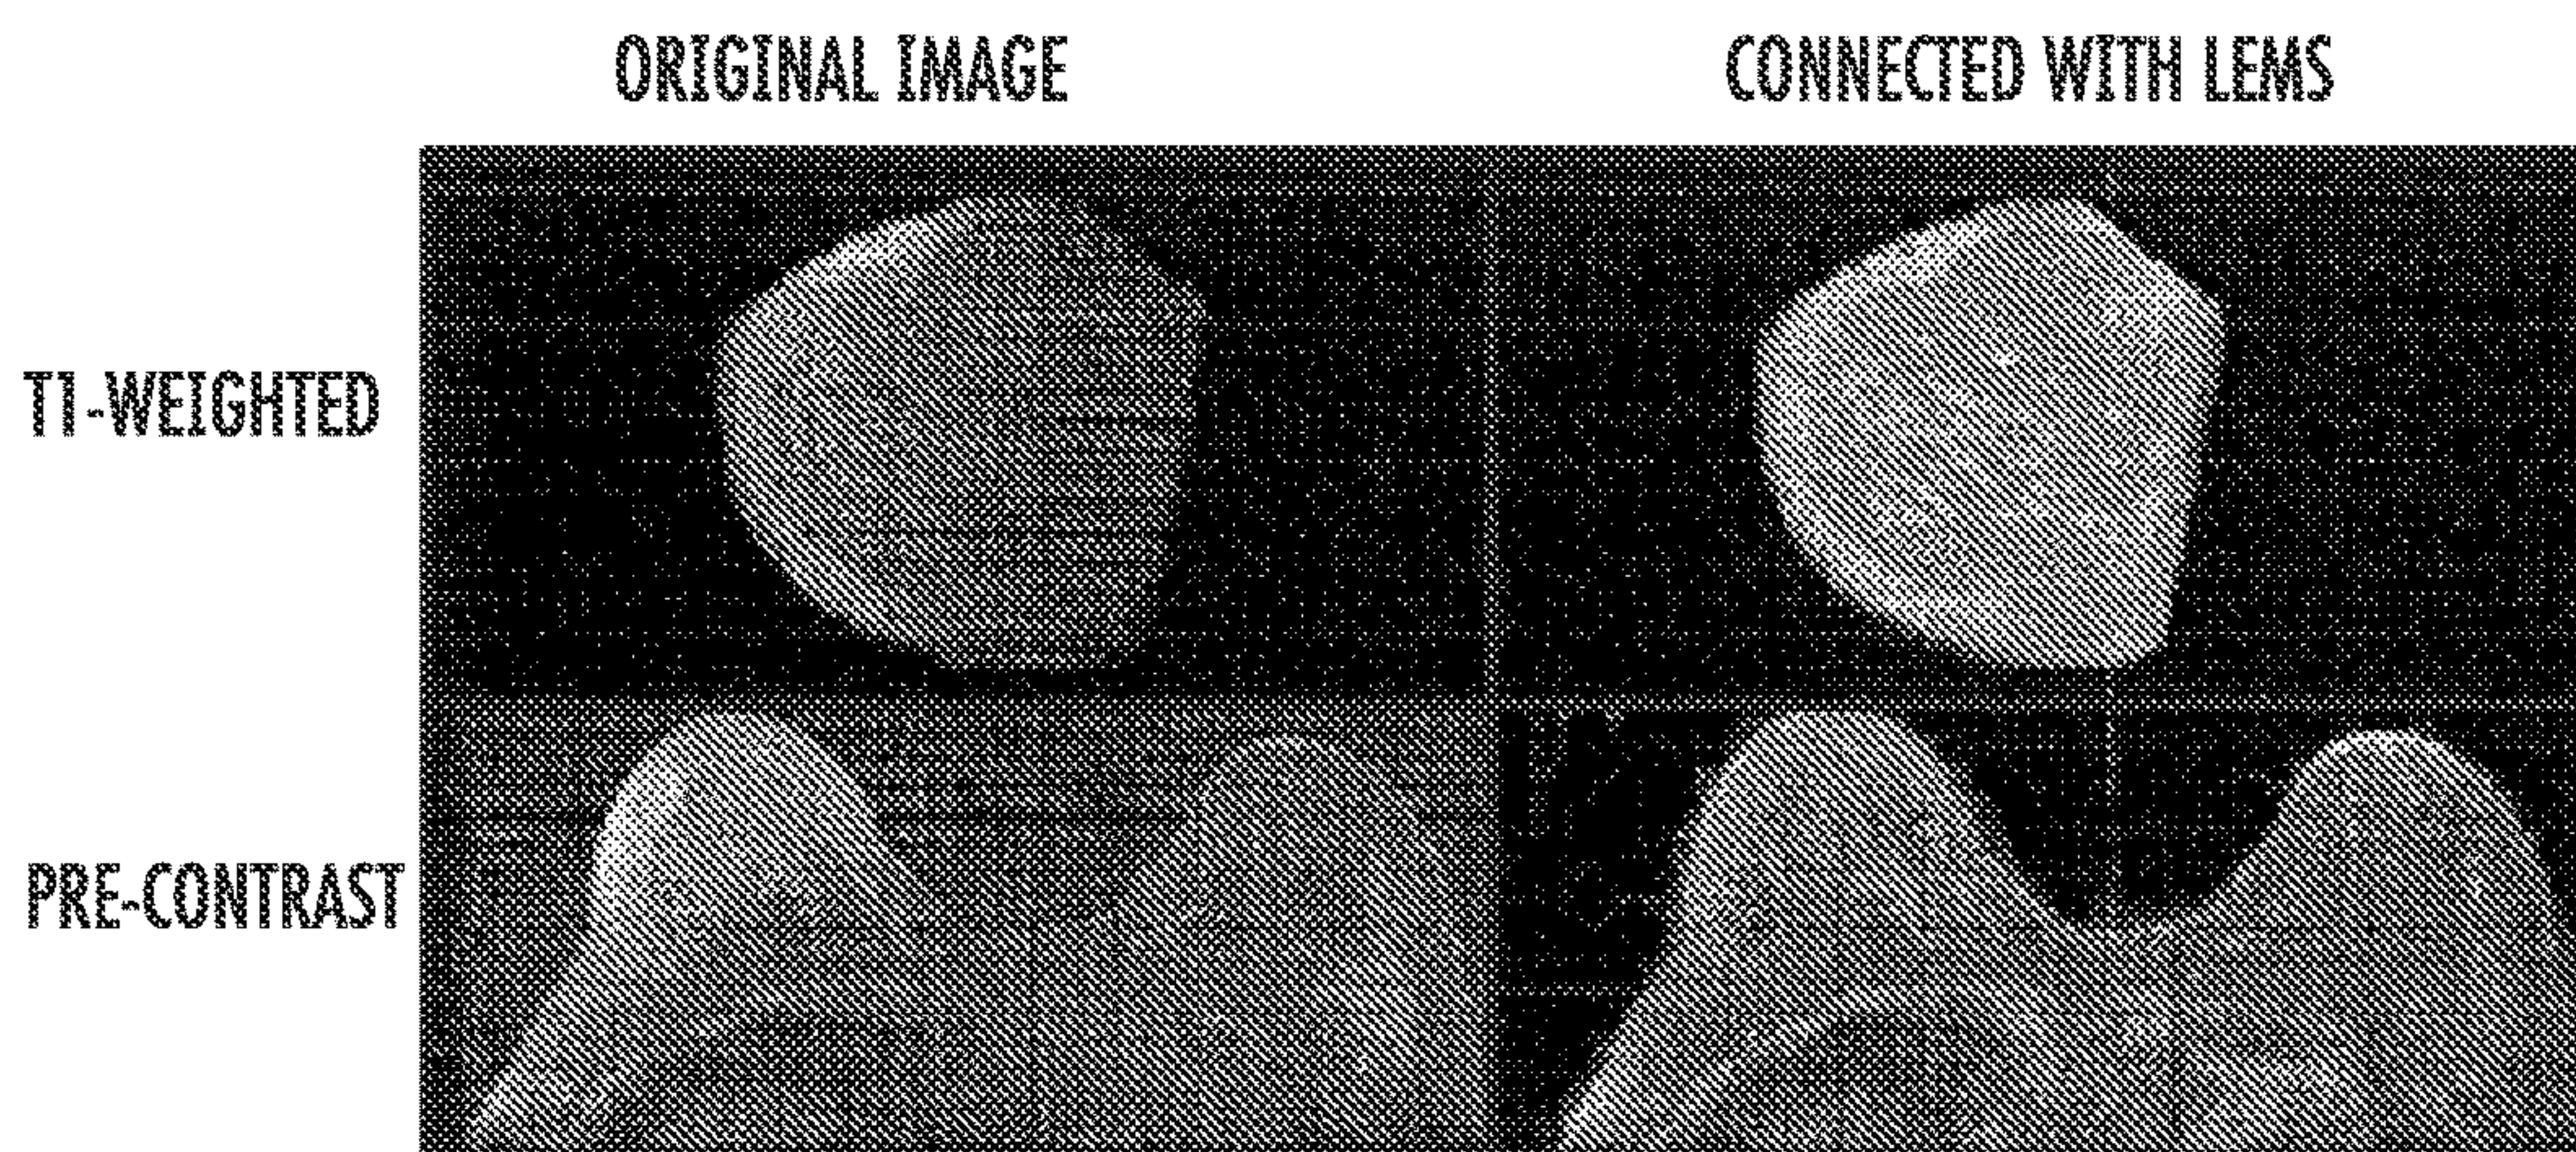 ORIGINAL IMAGE
CONNECTED WITH LEMS
T1-WEIGHTED
PRE-CONTRAST